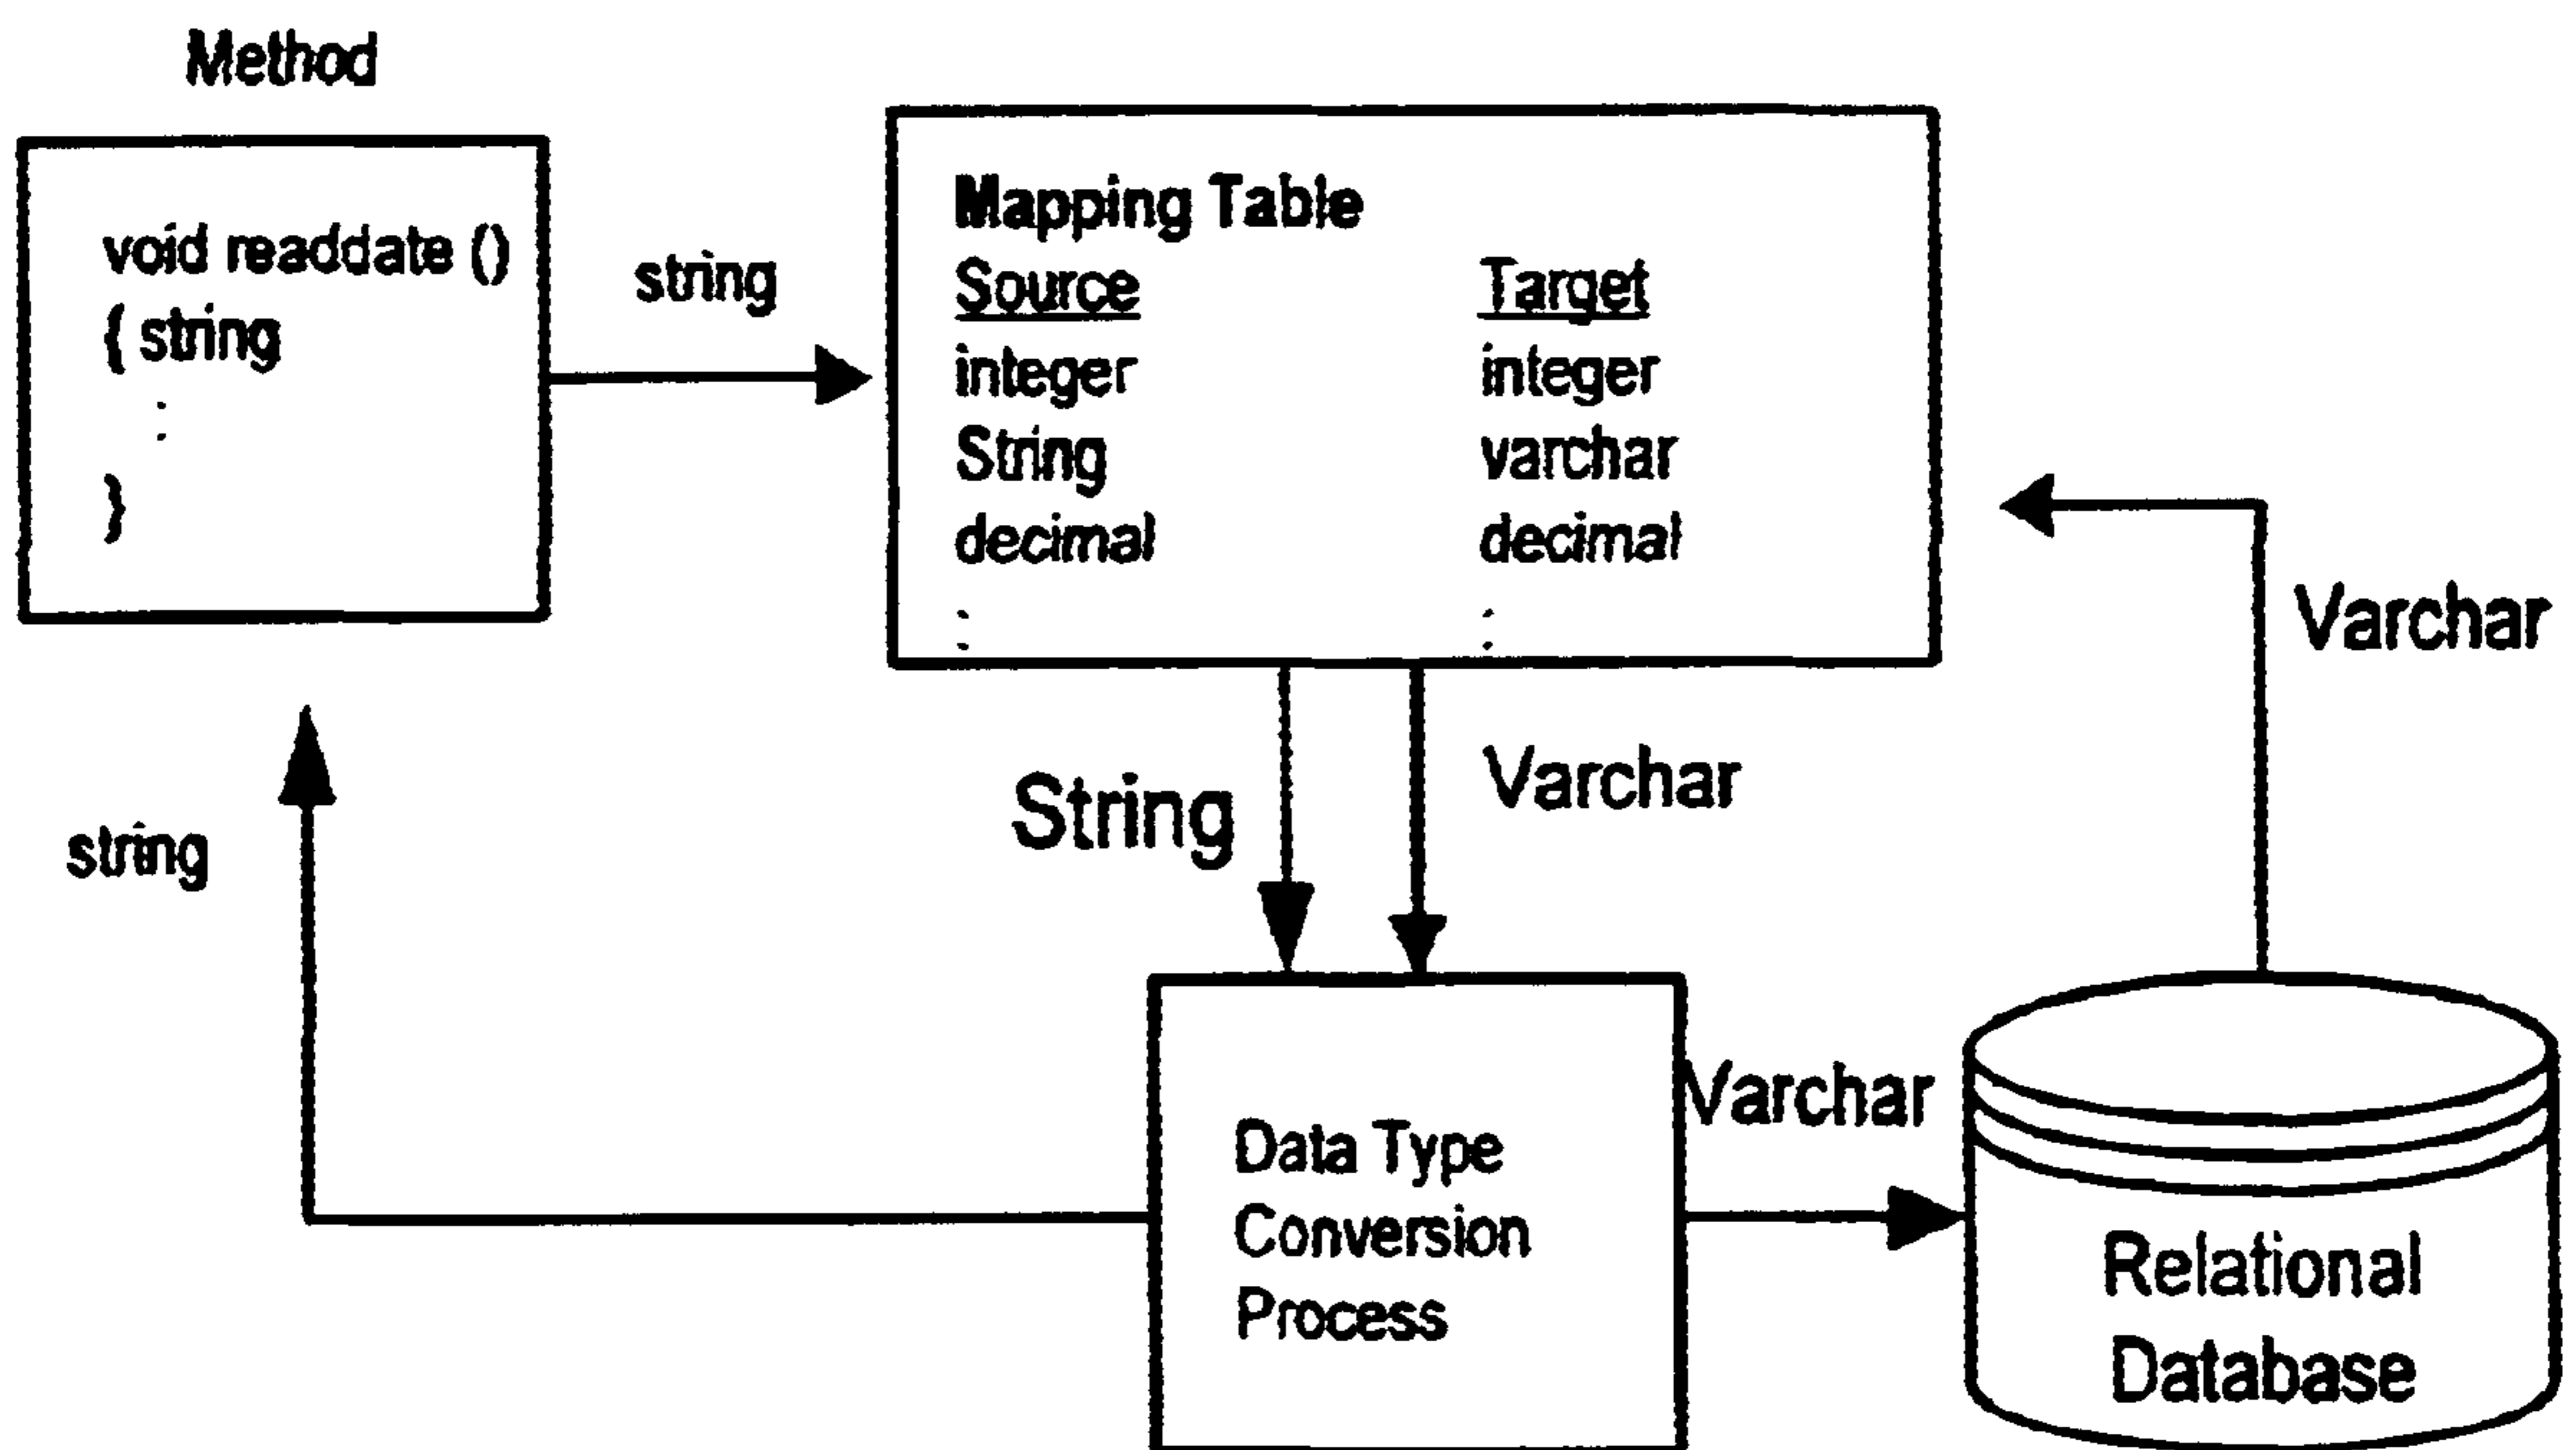 Method
void readdate ()
{ string
:
}
string
Mapping Table
Source Target
integer integer
String varchar
decimal decimal
: :
Varchar
String
Varchar
string
Data Type
Conversion
Process
Varchar
Relational
Database